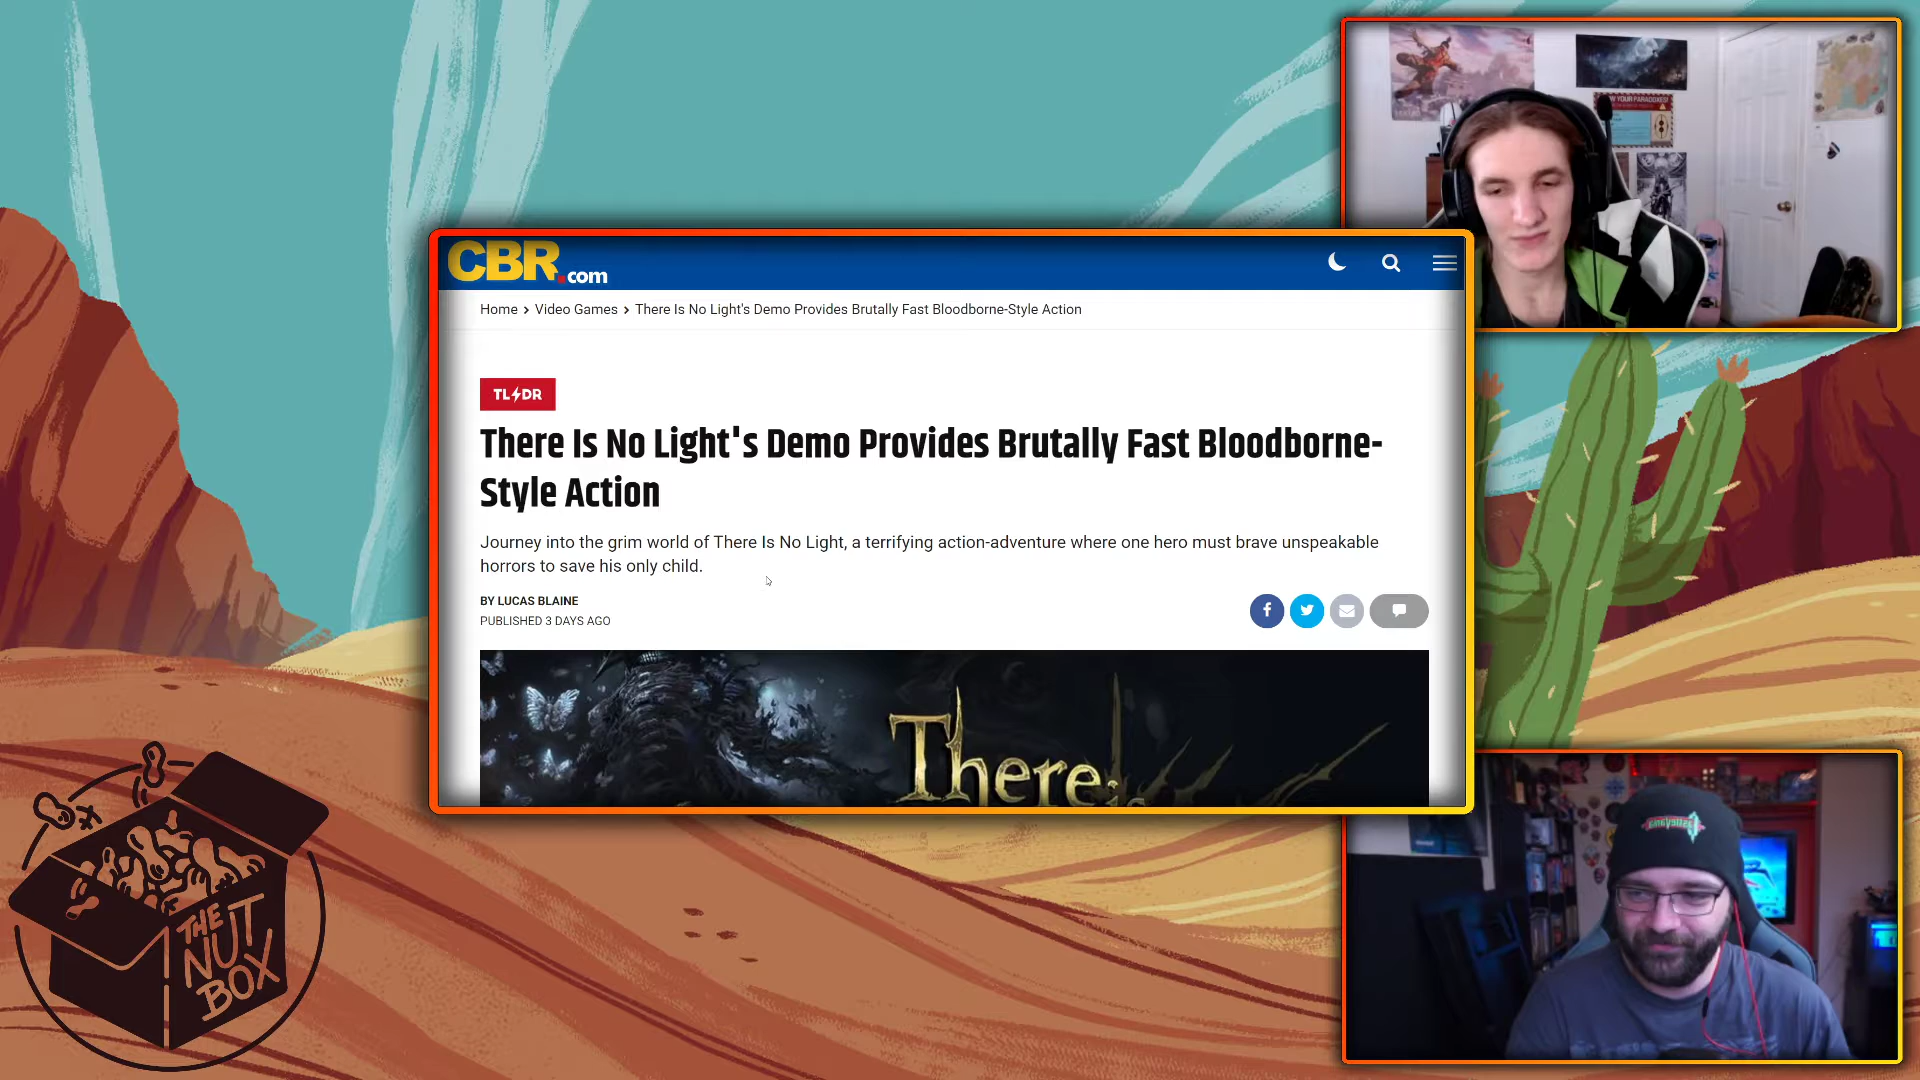 CBR.com
Home > Video Games > There Is No Light's Demo Provides Brutally Fast Bloodborne-Style Action
TL DR
There Is No Light's Demo Provides Brutally Fast Bloodborne-
Style Action
Journey into the grim world of There Is No Light, a terrifying action-adventure where one hero must brave unspeakable
horrors to save his only child.
BY LUCAS BLAINE
PUBLISHED 3 DAYS AGO
There
is
YOUR PARADOXES!
THE
NUT
BOX